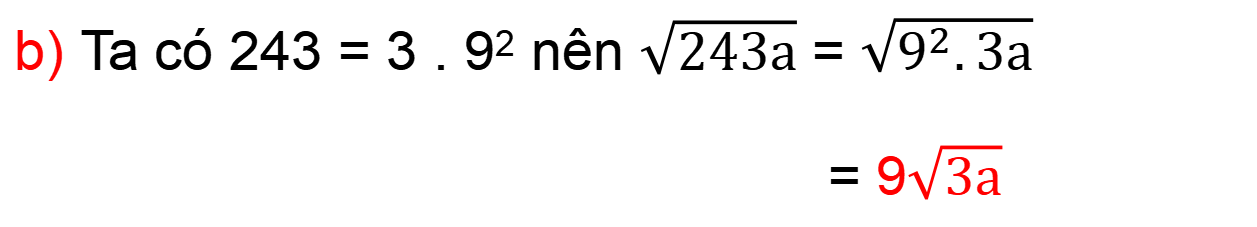 b) Ta có 243 = 3 . 9² nên √243a = √9².3a
= 9√3a